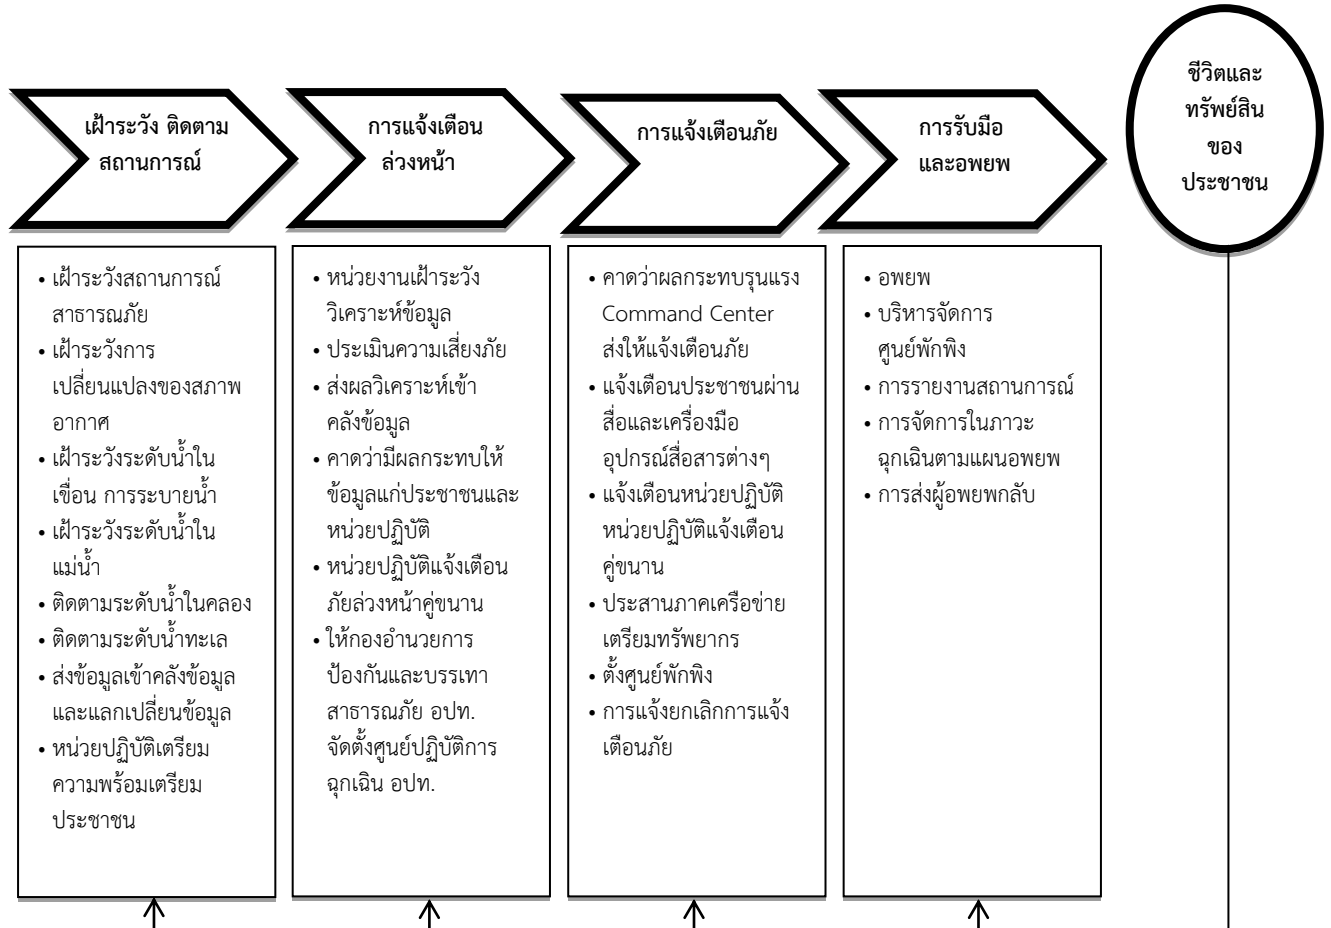 เฝ้าระวัง ติดตาม
สถานการณ์
การแจ้งเตือน
ล่วงหน้า
การแจ้งเตือนภัย
การรับมือ
และอพยพ
ชีวิตและ
ทรัพย์สิน
ของ
ประชาชน
• เฝ้าระวังสถานการณ์
สาธารณภัย
• เฝ้าระวังการ
เปลี่ยนแปลงของสภาพ
อากาศ
• เฝ้าระวังระดับน้ำใน
เขื่อน การระบายน้ำ
• เฝ้าระวังระดับน้ำใน
แม่น้ำ
• ติดตามระดับน้ำในคลอง
• ติดตามระดับน้ำทะเล
• ส่งข้อมูลเข้าคลังข้อมูล
และแลกเปลี่ยนข้อมูล
• หน่วยปฏิบัติเตรียม
ความพร้อมเตรียม
ประชาชน
• หน่วยงานเฝ้าระวัง
วิเคราะห์ข้อมูล
• ประเมินความเสี่ยงภัย
• ส่งผลวิเคราะห์เข้า
คลังข้อมูล
• คาดว่ามีผลกระทบให้
ข้อมูลแก่ประชาชนและ
หน่วยปฏิบัติ
• หน่วยปฏิบัติแจ้งเตือน
ภัยล่วงหน้าคู่ขนาน
• ให้กองอำนวยการ
ป้องกันและบรรเทา
สาธารณภัย อปท.
จัดตั้งศูนย์ปฏิบัติการ
ฉุกเฉิน อปท.
• คาดว่าผลกระทบรุนแรง
Command Center
ส่งให้แจ้งเตือนภัย
• แจ้งเตือนประชาชนผ่าน
สื่อและเครื่องมือ
อุปกรณ์สื่อสารต่างๆ
• แจ้งเตือนหน่วยปฏิบัติ
หน่วยปฏิบัติแจ้งเตือน
คู่ขนาน
• ประสานภาคเครือข่าย
เตรียมทรัพยากร
• ตั้งศูนย์พักพิง
• การแจ้งยกเลิกการแจ้ง
เตือนภัย
• อพยพ
• บริหารจัดการ
ศูนย์พักพิง
• การรายงานสถานการณ์
• การจัดการในภาวะ
ฉุกเฉินตามแผนอพยพ
• การส่งผู้อพยพกลับ